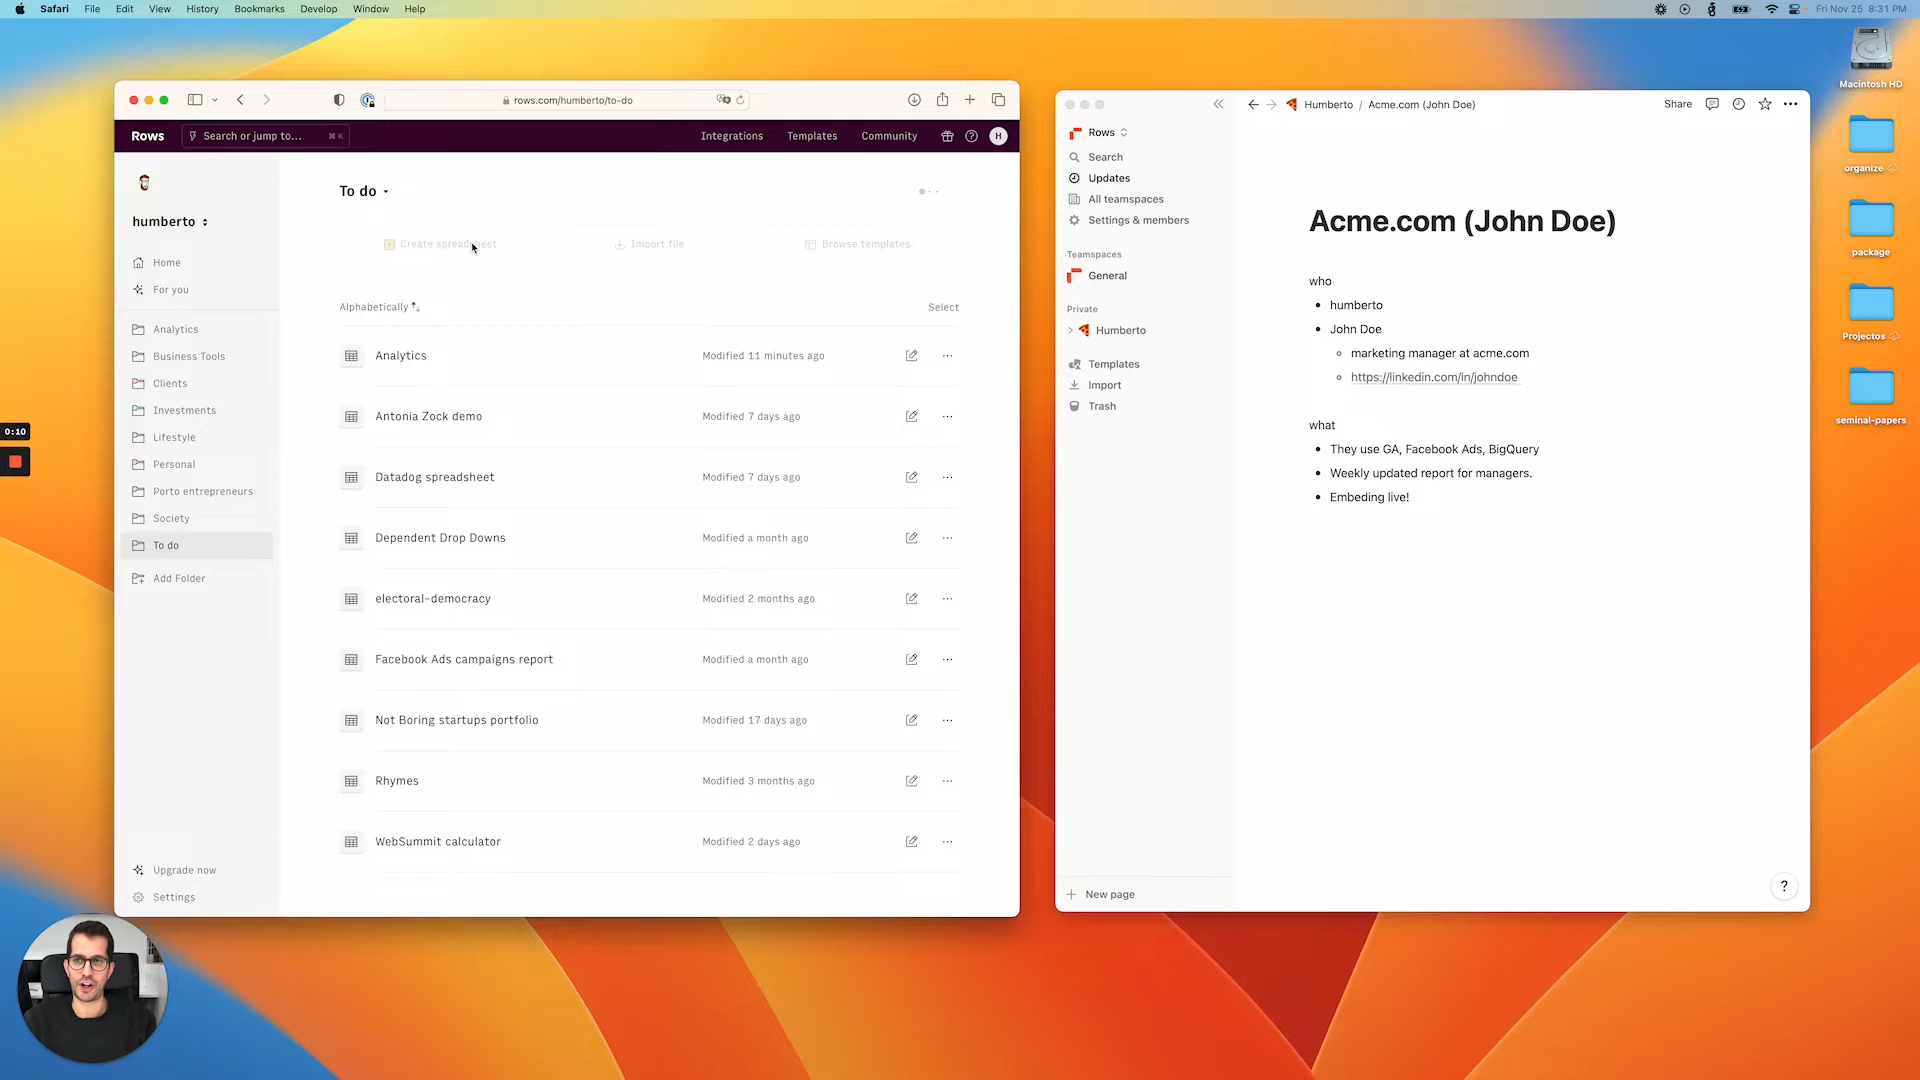 Safari File Edit View History Bookmarks Develop Window Help
Fri Nov 25 8:31 PM
Macintosh HD
organize
package
Projectos
seminal-papers
0:10
rows.com/humberto/to-do
Rows
Search or jump to... ⌘ K
Integrations
Templates
Community
H
humberto
Home
For you
Analytics
Business Tools
Clients
Investments
Lifestyle
Personal
Porto entrepreneurs
Society
To do
Add Folder
Upgrade now
Settings
To do
Create spreadsheet
Import file
Browse templates
Alphabetically
Select
Analytics Modified 11 minutes ago
Antonia Zock demo Modified 7 days ago
Datadog spreadsheet Modified 7 days ago
Dependent Drop Downs Modified a month ago
electoral-democracy Modified 2 months ago
Facebook Ads campaigns report Modified a month ago
Not Boring startups portfolio Modified 17 days ago
Rhymes Modified 3 months ago
WebSummit calculator Modified 2 days ago
Humberto / Acme.com (John Doe)
Share
Rows
Search
Updates
All teamspaces
Settings & members
Teamspaces
General
Private
Humberto
Templates
Import
Trash
New page
Acme.com (John Doe)
who
humberto
John Doe
marketing manager at acme.com
https://linkedin.com/in/johndoe
what
They use GA, Facebook Ads, BigQuery
Weekly updated report for managers.
Embeding live!
?